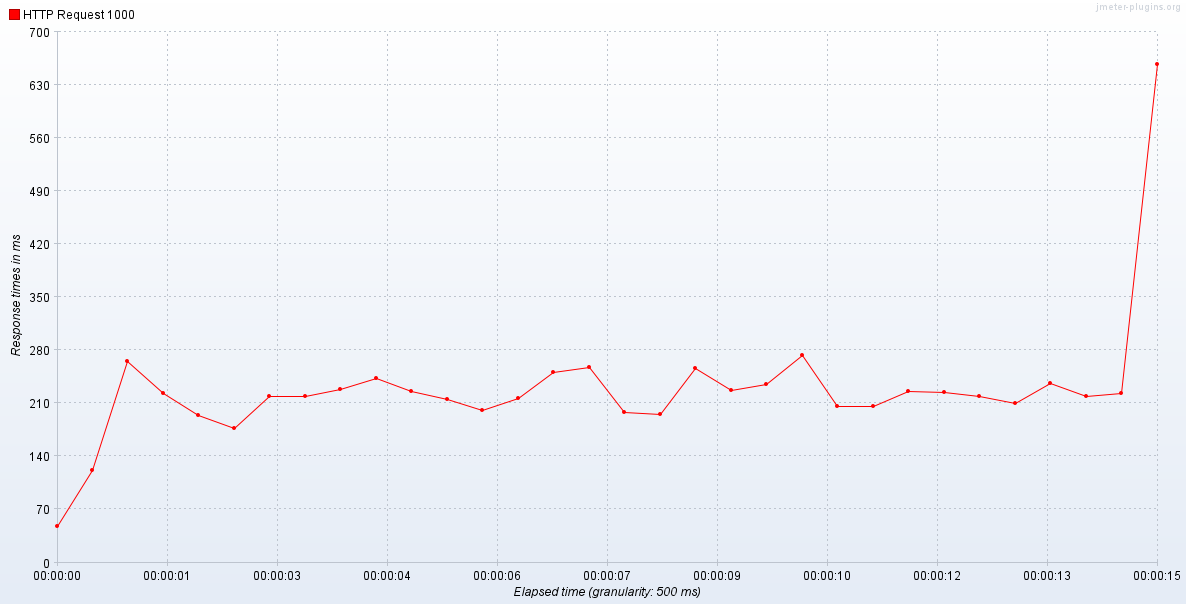 jmeter-plugins.org
HTTP Request 1000
700
630
560
490
420
350
280
210
140
70
0
Response times in ms
00:00:00 00:00:01 00:00:03 00:00:04 00:00:06 00:00:07 00:00:09 00:00:10 00:00:12 00:00:13 00:00:15
Elapsed time (granularity: 500 ms)